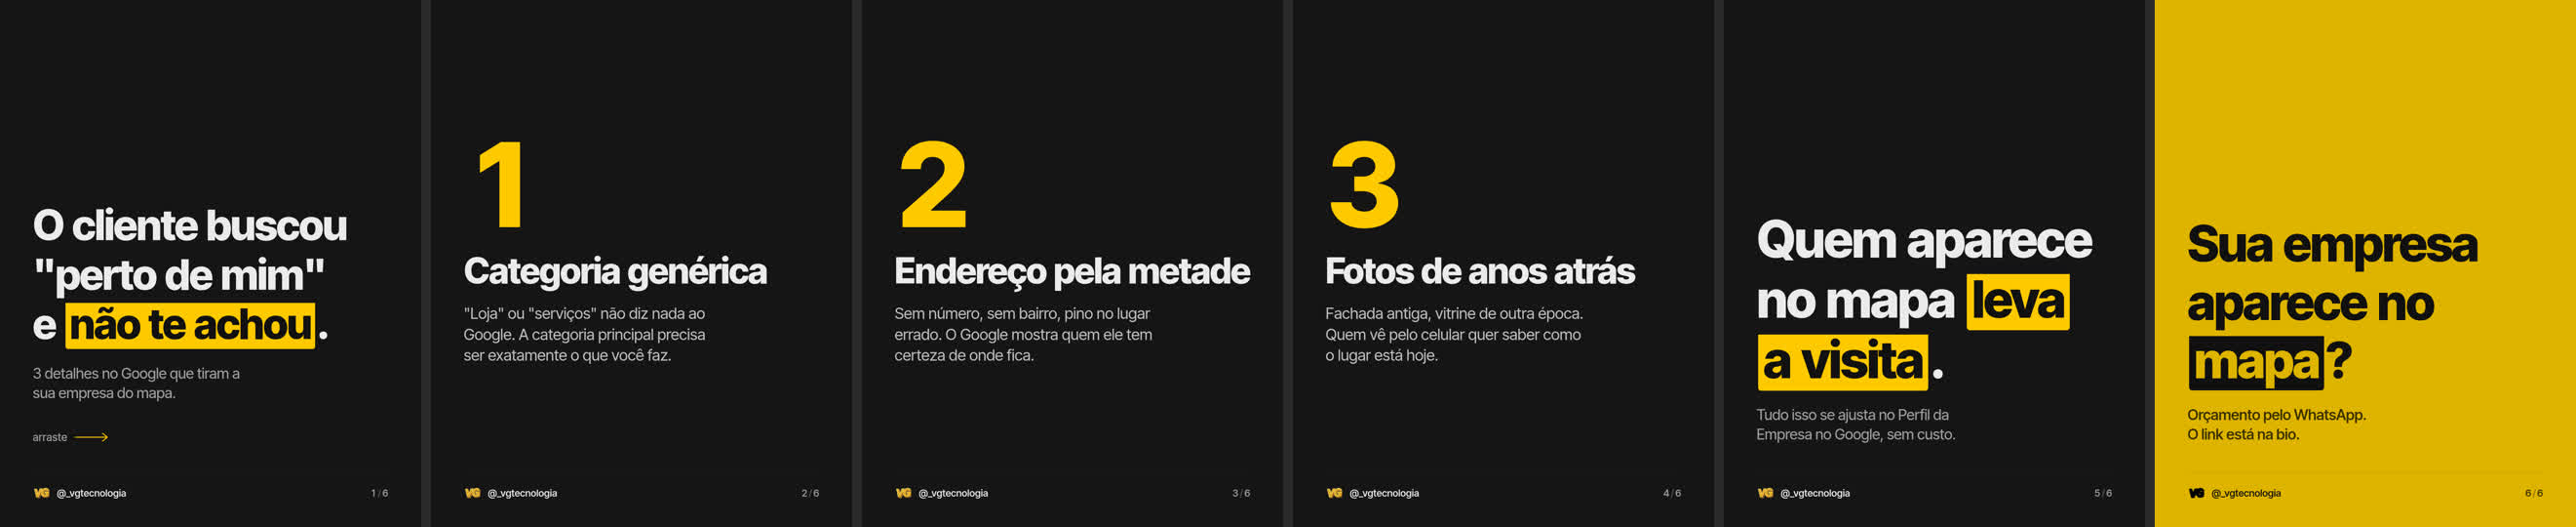 O cliente buscou
"perto de mim"
e não te achou.
3 detalhes no Google que tiram a
sua empresa do mapa.
arraste
VG @_vgtecnologia
1/6
1
Categoria genérica
"Loja" ou "serviços" não diz nada ao
Google. A categoria principal precisa
ser exatamente o que você faz.
VG @_vgtecnologia
2/6
2
Endereço pela metade
Sem número, sem bairro, pino no lugar
errado. O Google mostra quem ele tem
certeza de onde fica.
VG @_vgtecnologia
3/6
3
Fotos de anos atrás
Fachada antiga, vitrine de outra época.
Quem vê pelo celular quer saber como
o lugar está hoje.
VG @_vgtecnologia
4/6
Quem aparece
no mapa leva
a visita.
Tudo isso se ajusta no Perfil da
Empresa no Google, sem custo.
VG @_vgtecnologia
5/6
Sua empresa
aparece no
mapa?
Orçamento pelo WhatsApp.
O link está na bio.
VG @_vgtecnologia
6/6